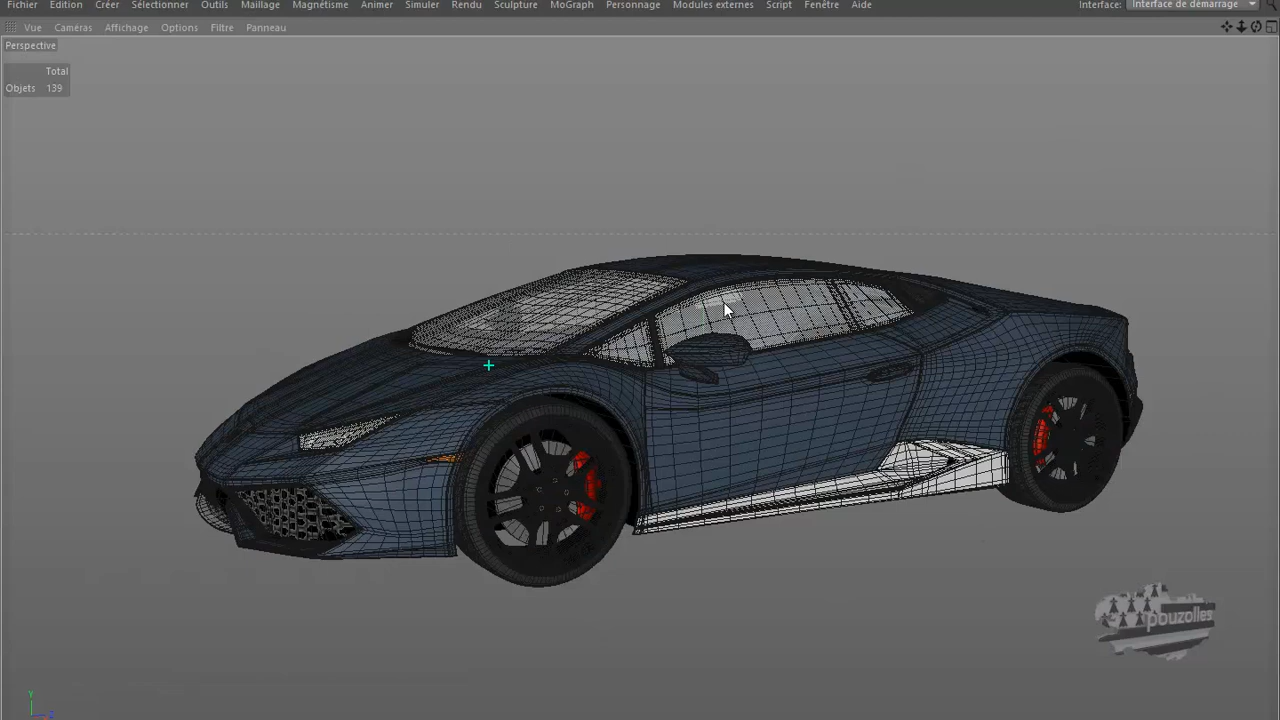 Fichier Edition Créer Sélectionner Outils Maillage Magnétisme Animer Simuler Rendu Sculpture MoGraph Personnage Modules externes Script Fenêtre Aide Interface: Interface de démarrage
Vue Caméras Affichage Options Filtre Panneau
Perspective
Total
Objets 139
pouzolles
Y
Z